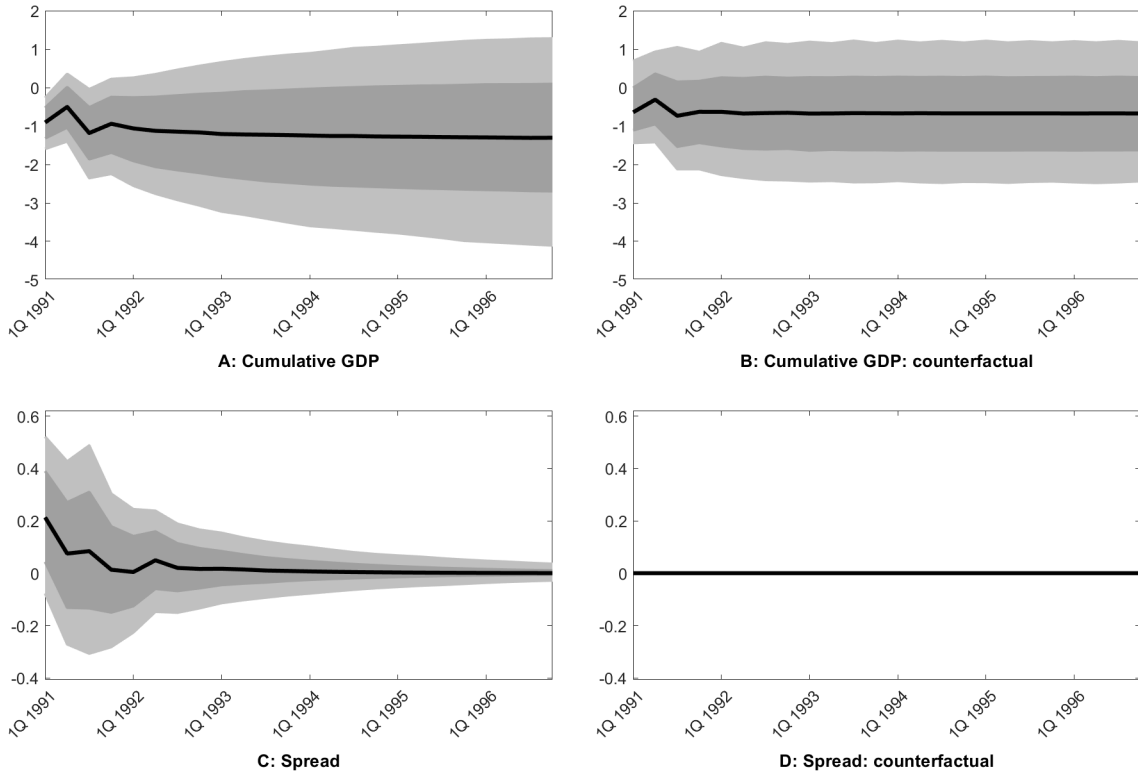 2
1
0
-1
-2
-3
-4
-5
1Q 1991
1Q 1992
1Q 1993
1Q 1994
1Q 1995
1Q 1996
A: Cumulative GDP
2
1
0
-1
-2
-3
-4
-5
1Q 1991
1Q 1992
1Q 1993
1Q 1994
1Q 1995
1Q 1996
B: Cumulative GDP: counterfactual
0.6
0.4
0.2
0
-0.2
-0.4
1Q 1991
1Q 1992
1Q 1993
1Q 1994
1Q 1995
1Q 1996
C: Spread
0.6
0.4
0.2
0
-0.2
-0.4
1Q 1991
1Q 1992
1Q 1993
1Q 1994
1Q 1995
1Q 1996
D: Spread: counterfactual